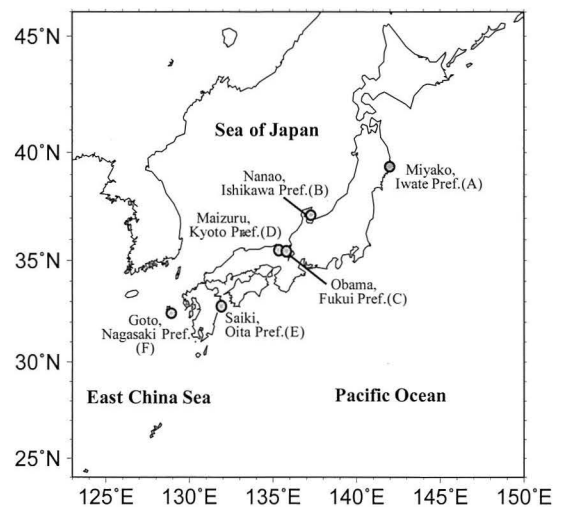 45°N
Sea of Japan
40°N
Nanao,
Ishikawa Pref.(B)
Miyako,
Iwate Pref.(A)
Maizuru,
Kyoto Pref.(D)
35°N
Obama,
Fukui Pref.(C)
Goto,
Nagasaki Pref.
(F)
Saiki,
Oita Pref.(E)
30°N
East China Sea
Pacific Ocean
25°N
125°E 130°E 135°E 140°E 145°E 150°E